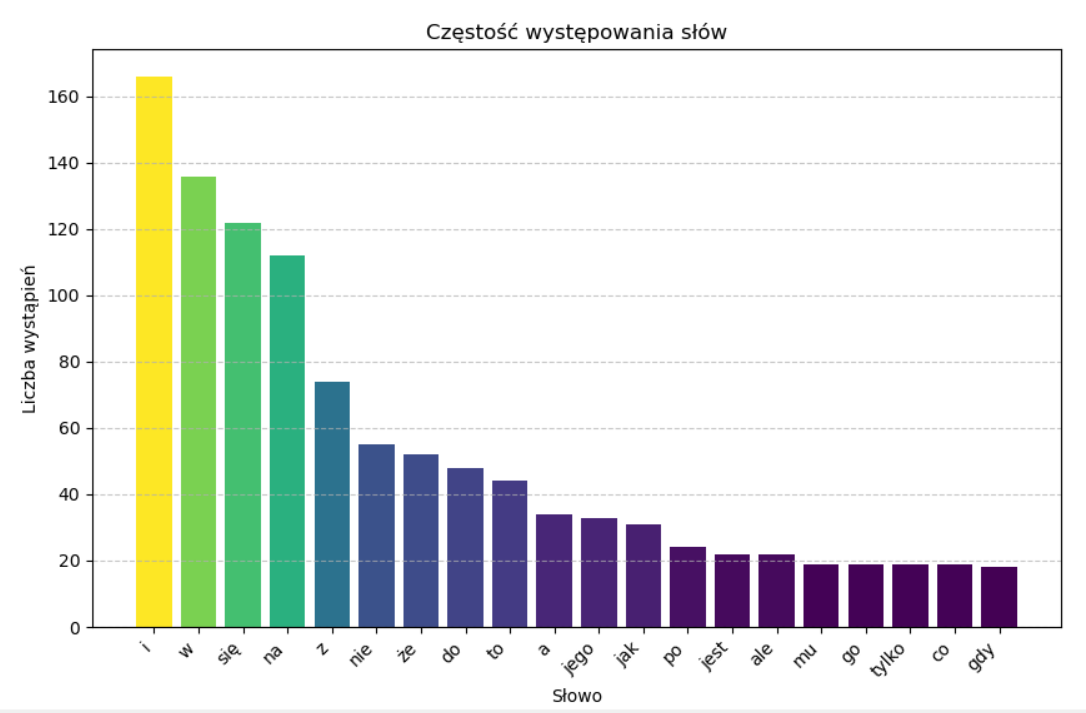 Częstość występowania słów
Liczba wystąpień
160
140
120
100
80
60
40
20
0
i w się na z nie że do to a jego jak po jest ale mu go tylko co gdy
Słowo